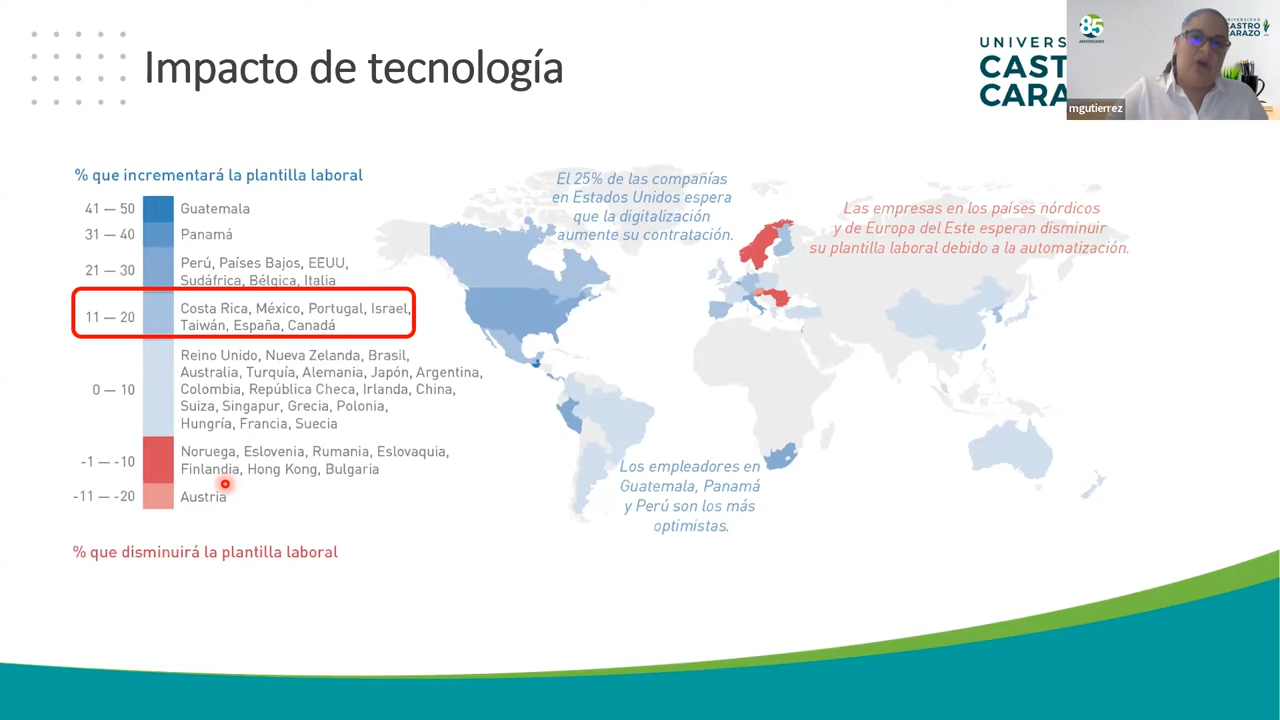 Impacto de tecnología
UNIVERS
CAST
CARA
85
ANIVERSARIO
UNIVERSIDAD
CASTRO
CARAZO
mgutierrez
% que incrementará la plantilla laboral
41 — 50 Guatemala
31 — 40 Panamá
21 — 30 Perú, Países Bajos, EEUU,
Sudáfrica, Bélgica, Italia
11 — 20 Costa Rica, México, Portugal, Israel,
Taiwán, España, Canadá
0 — 10 Reino Unido, Nueva Zelanda, Brasil,
Australia, Turquía, Alemania, Japón, Argentina,
Colombia, República Checa, Irlanda, China,
Suiza, Singapur, Grecia, Polonia,
Hungría, Francia, Suecia
-1 — -10 Noruega, Eslovenia, Rumania, Eslovaquia,
Finlandia, Hong Kong, Bulgaria
-11 — -20 Austria
% que disminuirá la plantilla laboral
El 25% de las compañías
en Estados Unidos espera
que la digitalización
aumente su contratación.
Las empresas en los países nórdicos
y de Europa del Este esperan disminuir
su plantilla laboral debido a la automatización.
Los empleadores en
Guatemala, Panamá
y Perú son los más
optimistas.